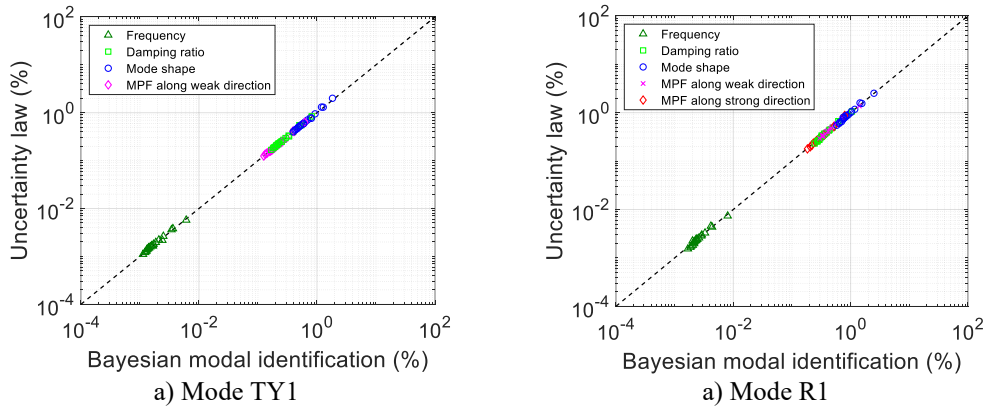 10^2
10^0
10^-2
10^-4
Uncertainty law (%)
Frequency
Damping ratio
Mode shape
MPF along weak direction
10^-4 10^-2 10^0 10^2
Bayesian modal identification (%)
a) Mode TY1
10^2
10^0
10^-2
10^-4
Uncertainty law (%)
Frequency
Damping ratio
Mode shape
MPF along weak direction
MPF along strong direction
10^-4 10^-2 10^0 10^2
Bayesian modal identification (%)
a) Mode R1